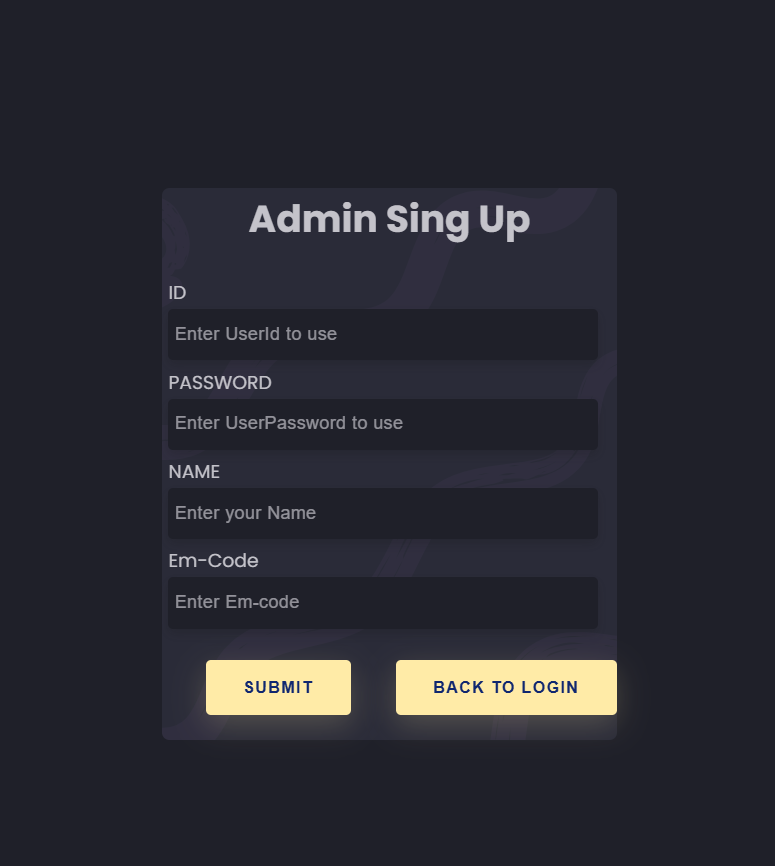 Admin Sing Up
ID
Enter UserId to use
PASSWORD
Enter UserPassword to use
NAME
Enter your Name
Em-Code
Enter Em-code
SUBMIT BACK TO LOGIN